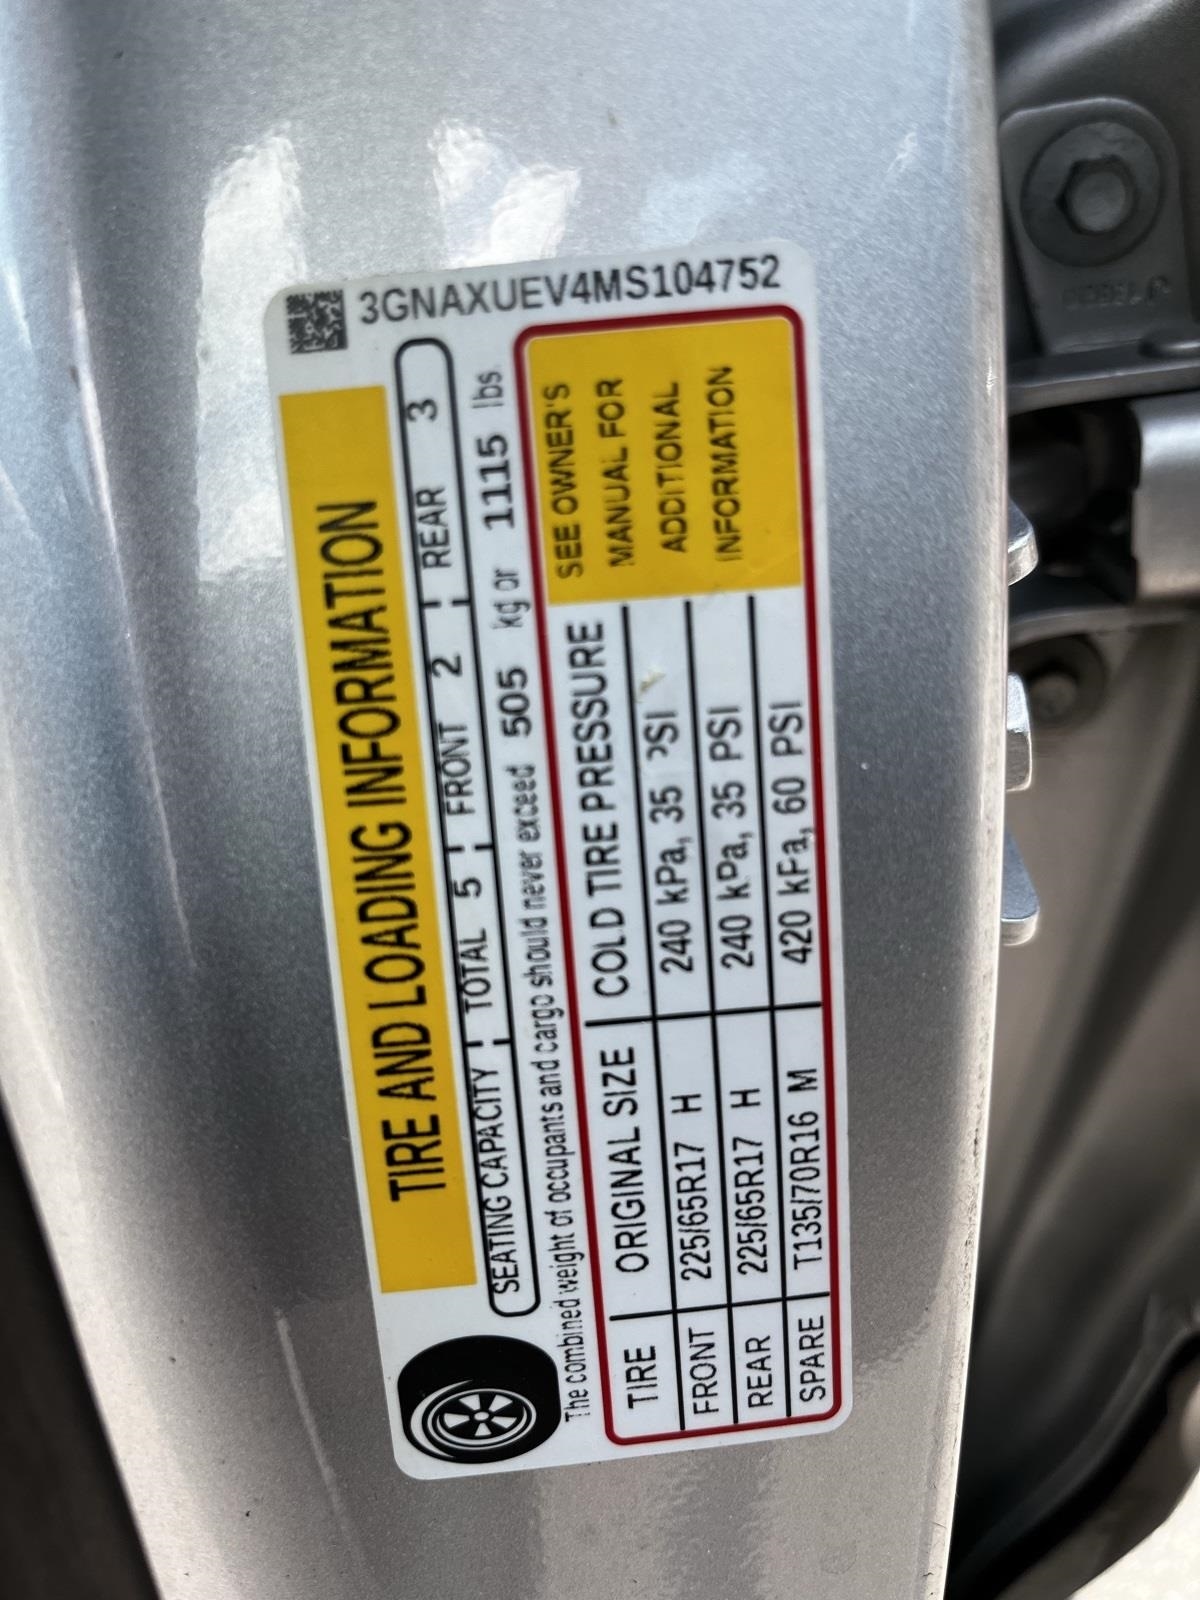 3GNAXUEV4MS104752
TIRE AND LOADING INFORMATION
SEATING CAPACITY TOTAL 5 FRONT 2 REAR 3
The combined weight of occupants and cargo should never exceed 505 kg or 1115 lbs
TIRE ORIGINAL SIZE COLD TIRE PRESSURE
FRONT 225/65R17 H 240 kPa, 35 PSI
REAR 225/65R17 H 240 kPa, 35 PSI
SPARE T135/70R16 M 420 kPa, 60 PSI
SEE OWNER'S
MANUAL FOR
ADDITIONAL
INFORMATION